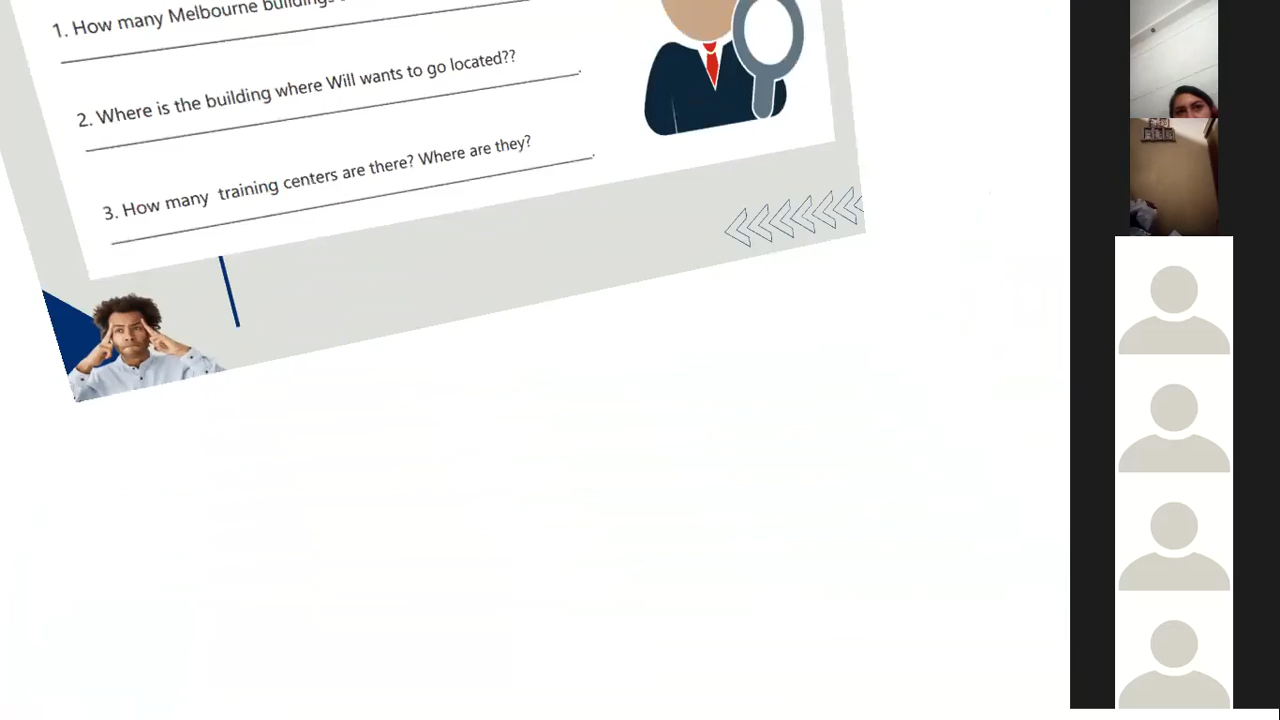 1. How many Melbourne buildings
2. Where is the building where Will wants to go located??
3. How many training centers are there? Where are they?